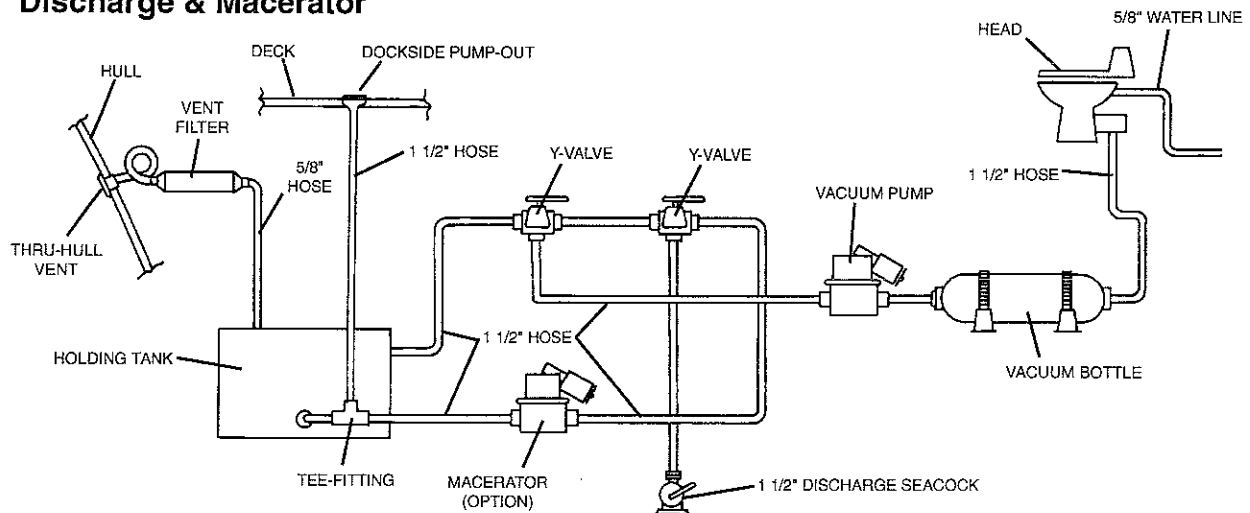 Discharge & Macerator
5/8" WATER LINE
HEAD
DECK
DOCKSIDE PUMP-OUT
HULL
VENT
FILTER
5/8"
HOSE
1 1/2" HOSE
Y-VALVE
Y-VALVE
VACUUM PUMP
1 1/2" HOSE
THRU-HULL
VENT
HOLDING TANK
1 1/2" HOSE
VACUUM BOTTLE
TEE-FITTING
MACERATOR
(OPTION)
1 1/2" DISCHARGE SEACOCK